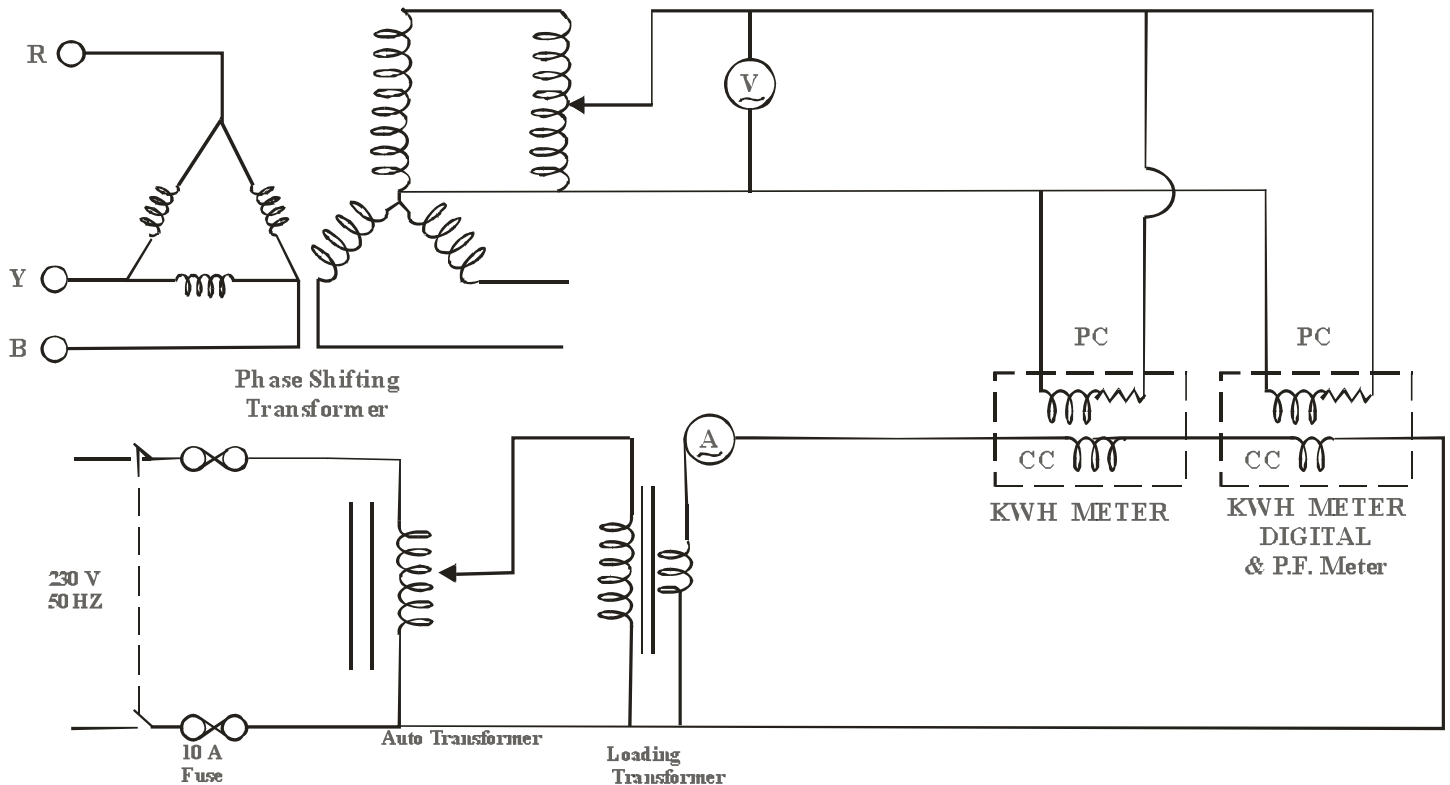 R
V
Y
B
PC
PC
Phase Shifting
Transformer
A
CC
CC
KWH METER
KWH METER
DIGITAL
& P.F. Meter
230 V
50 HZ
10 A
Fuse
Auto Transformer
Loading
Transformer